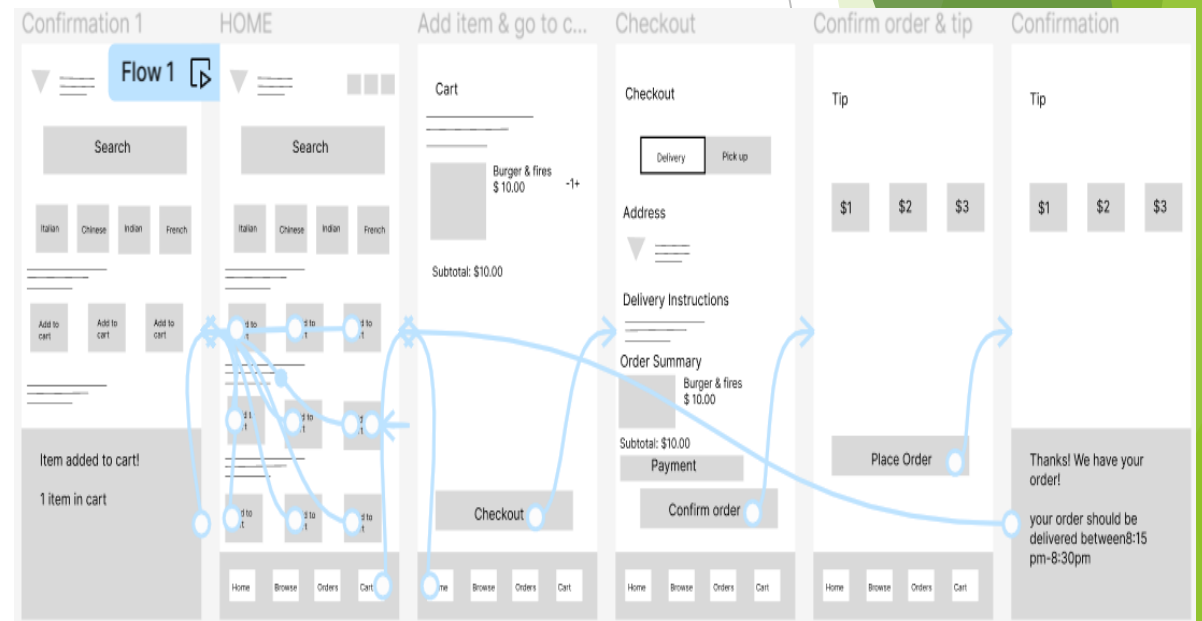 Confirmation 1
HOME
Add item & go to c...
Checkout
Confirm order & tip
Confirmation
Flow 1
Search
Italian
Chinese
Indian
French
Add to
cart
Add to
cart
Add to
cart
Item added to cart!
1 item in cart
Search
Italian
Chinese
Indian
French
Home
Browse
Orders
Cart
Cart
Burger & fires
$ 10.00
-1+
Subtotal: $10.00
Checkout
Browse
Orders
Cart
Checkout
Delivery
Pick up
Address
Delivery Instructions
Order Summary
Burger & fires
$ 10.00
Subtotal: $10.00
Payment
Confirm order
Home
Browse
Orders
Cart
Tip
$1
$2
$3
Place Order
Home
Browse
Orders
Cart
Tip
$1
$2
$3
Thanks! We have your
order!
your order should be
delivered between8:15
pm-8:30pm